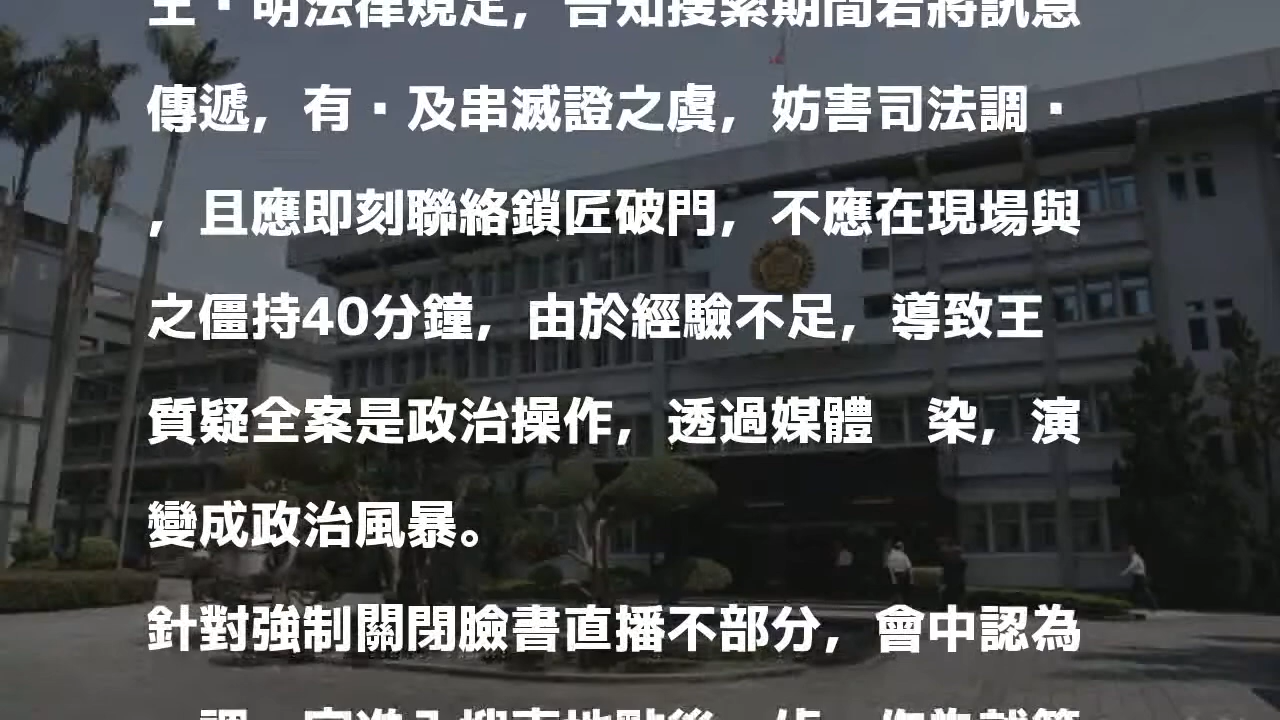 王▪明法律規定，告知搜索期間若將訊息
傳遞，有▪及串滅證之虞，妨害司法調▪
，且應即刻聯絡鎖匠破門，不應在現場與
之僵持40分鐘，由於經驗不足，導致王
質疑全案是政治操作，透過媒體　染，演
變成政治風暴。
針對強制關閉臉書直播不部分，會中認為